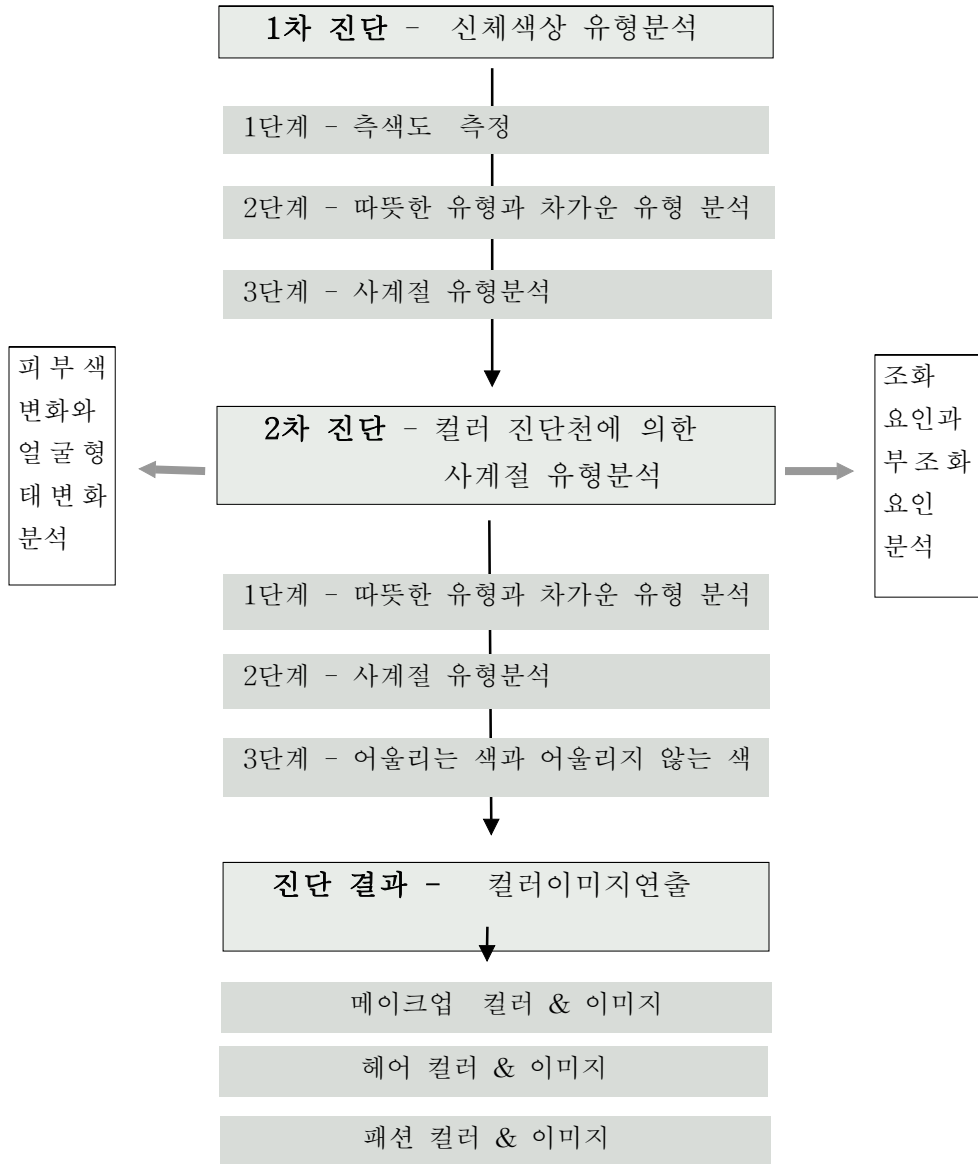 1차 진단 - 신체색상 유형분석
1단계 - 측색도 측정
2단계 - 따뜻한 유형과 차가운 유형 분석
3단계 - 사계절 유형분석
피 부 색
변화와
얼 굴 형
태 변 화
분석
2차 진단 - 컬러 진단천에 의한
사계절 유형분석
조화
요인과
부 조 화
요인
분석
1단계 - 따뜻한 유형과 차가운 유형 분석
2단계 - 사계절 유형분석
3단계 - 어울리는 색과 어울리지 않는 색
진단 결과 - 컬러이미지연출
메이크업 컬러 & 이미지
헤어 컬러 & 이미지
패션 컬러 & 이미지